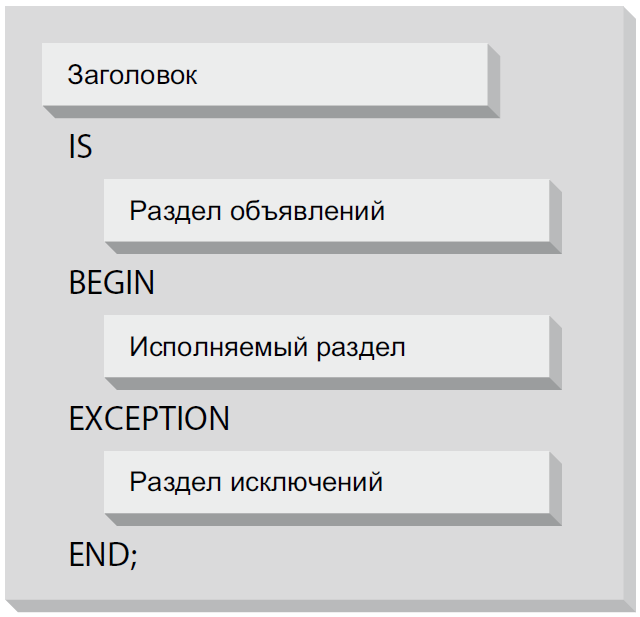 Заголовок
IS
Раздел объявлений
BEGIN
Исполняемый раздел
EXCEPTION
Раздел исключений
END;